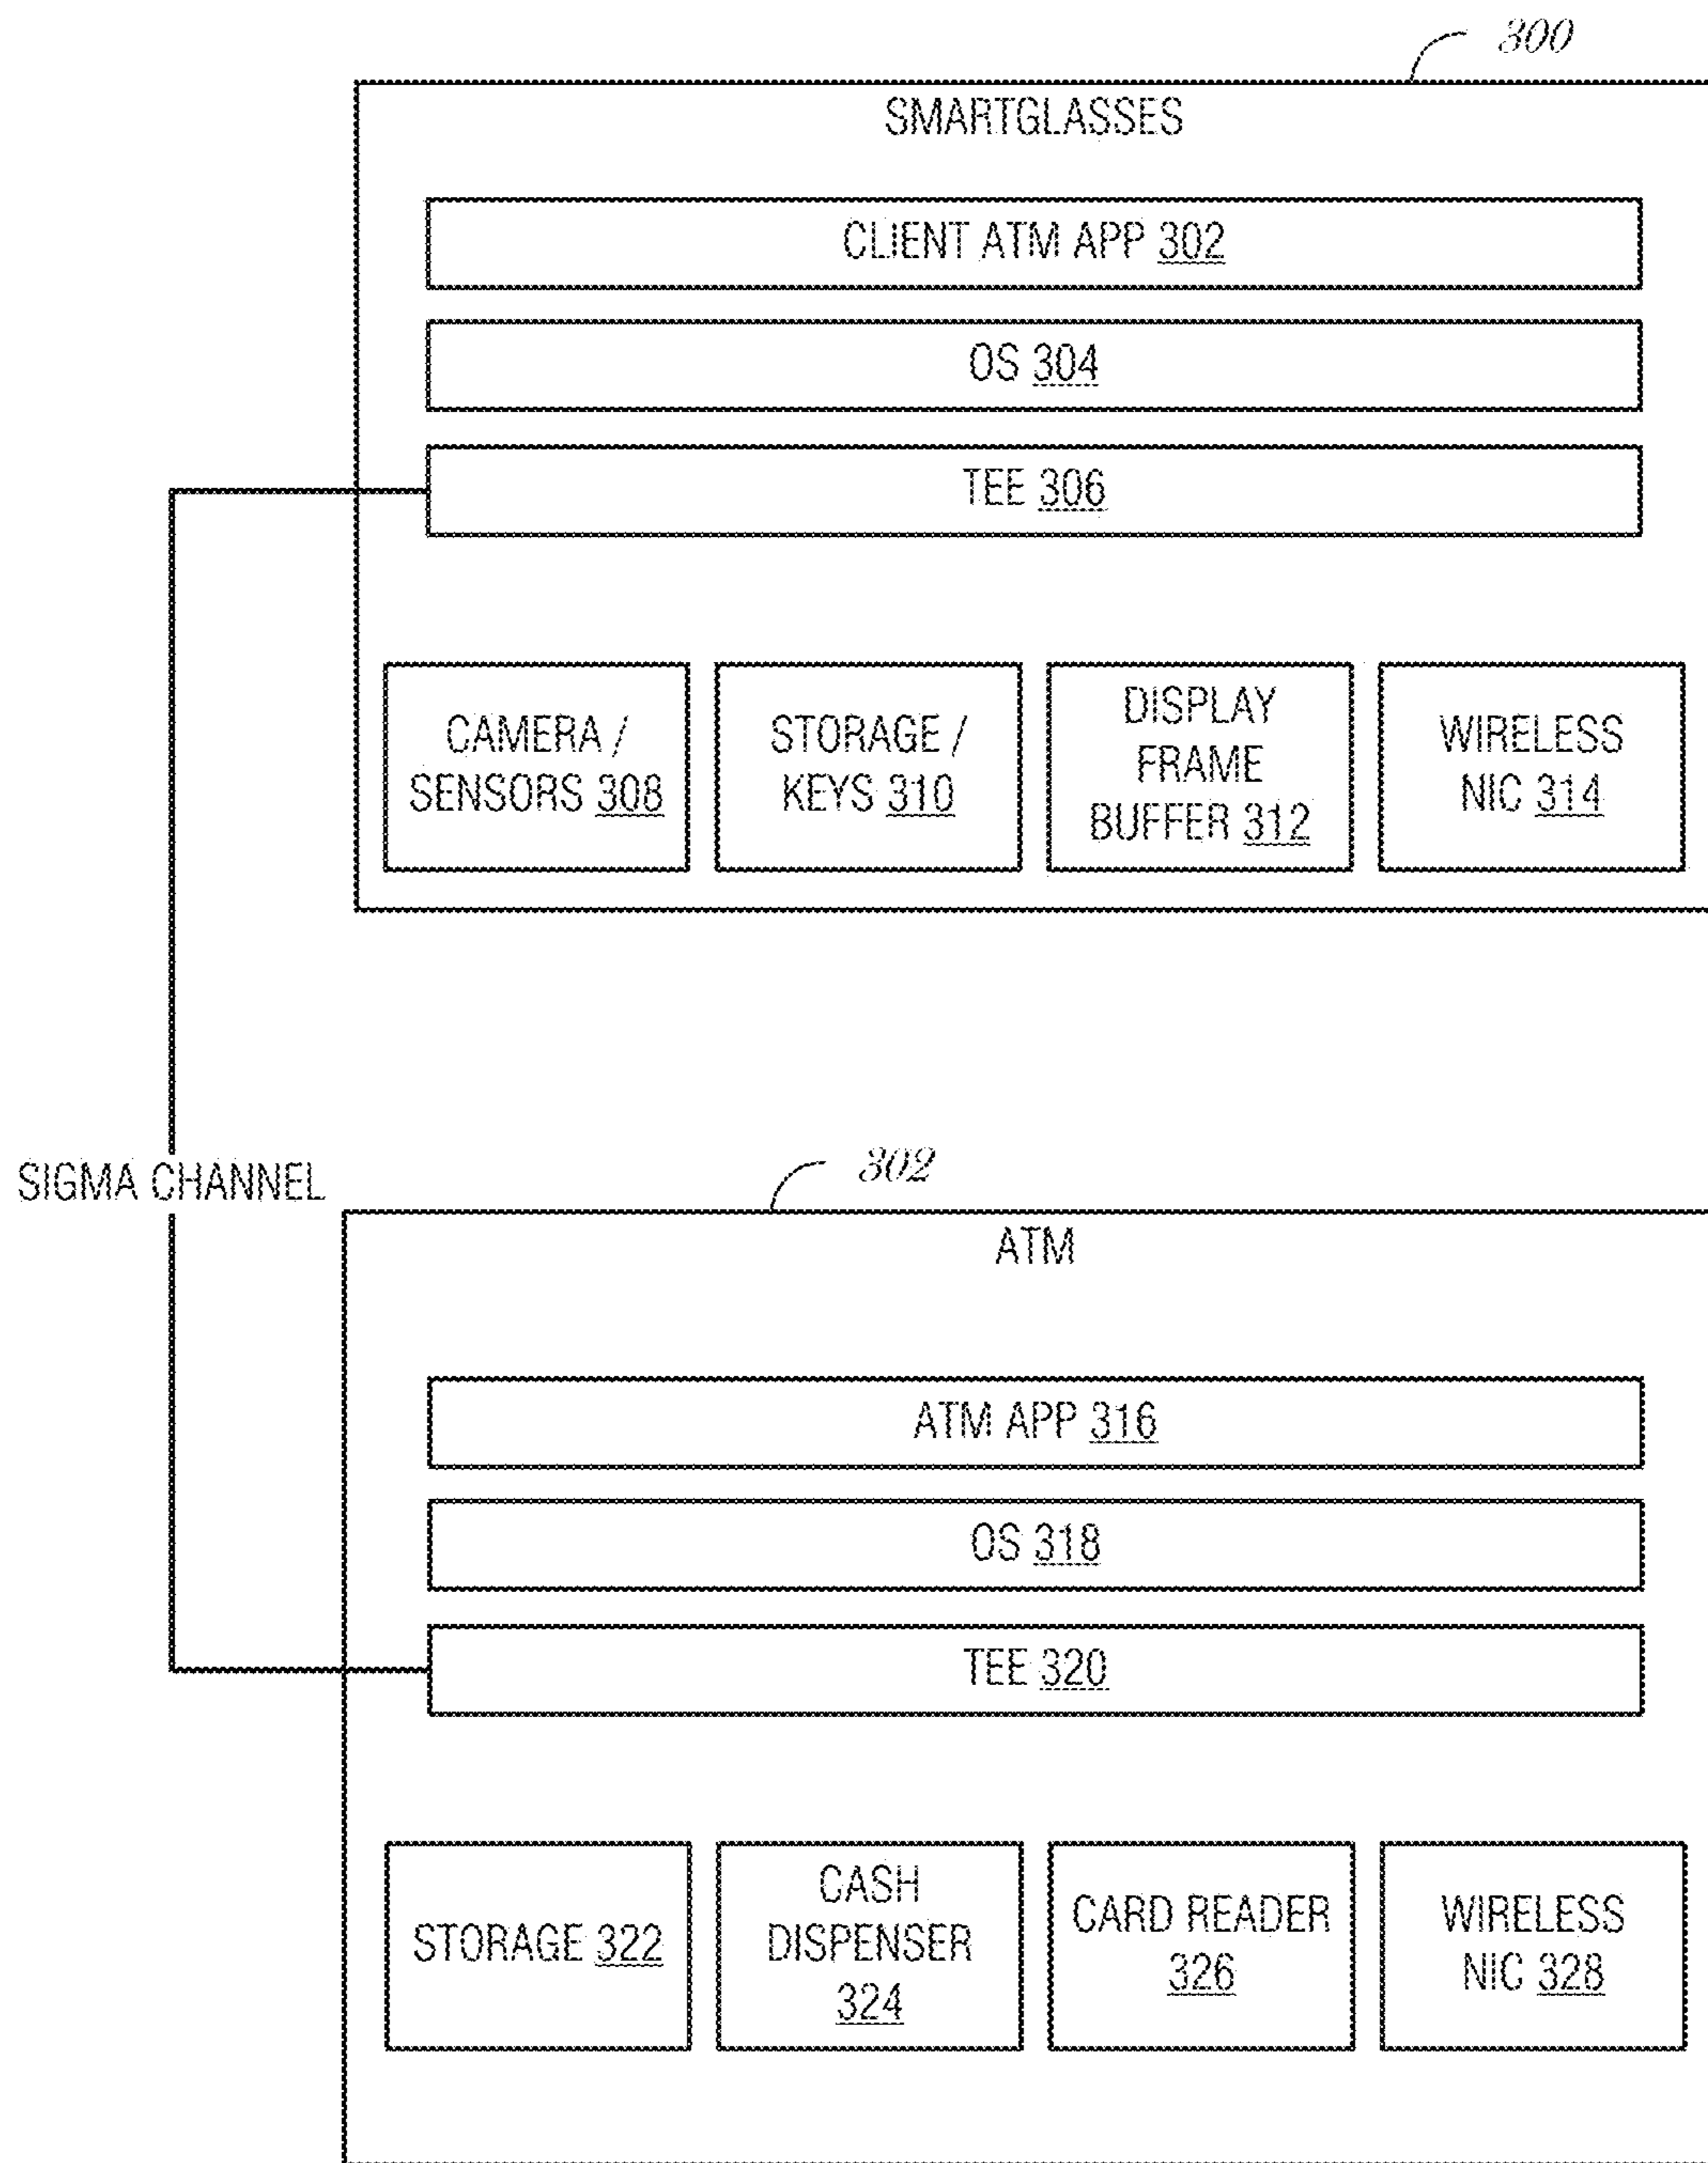 300
SMARTGLASSES
CLIENT ATM APP 302
OS 304
TEE 306
CAMERA /
SENSORS 308
STORAGE /
KEYS 310
DISPLAY
FRAME
BUFFER 312
WIRELESS
NIC 314
SIGMA CHANNEL
302
ATM
ATM APP 316
OS 318
TEE 320
STORAGE 322
CASH
DISPENSER
324
CARD READER
326
WIRELESS
NIC 328